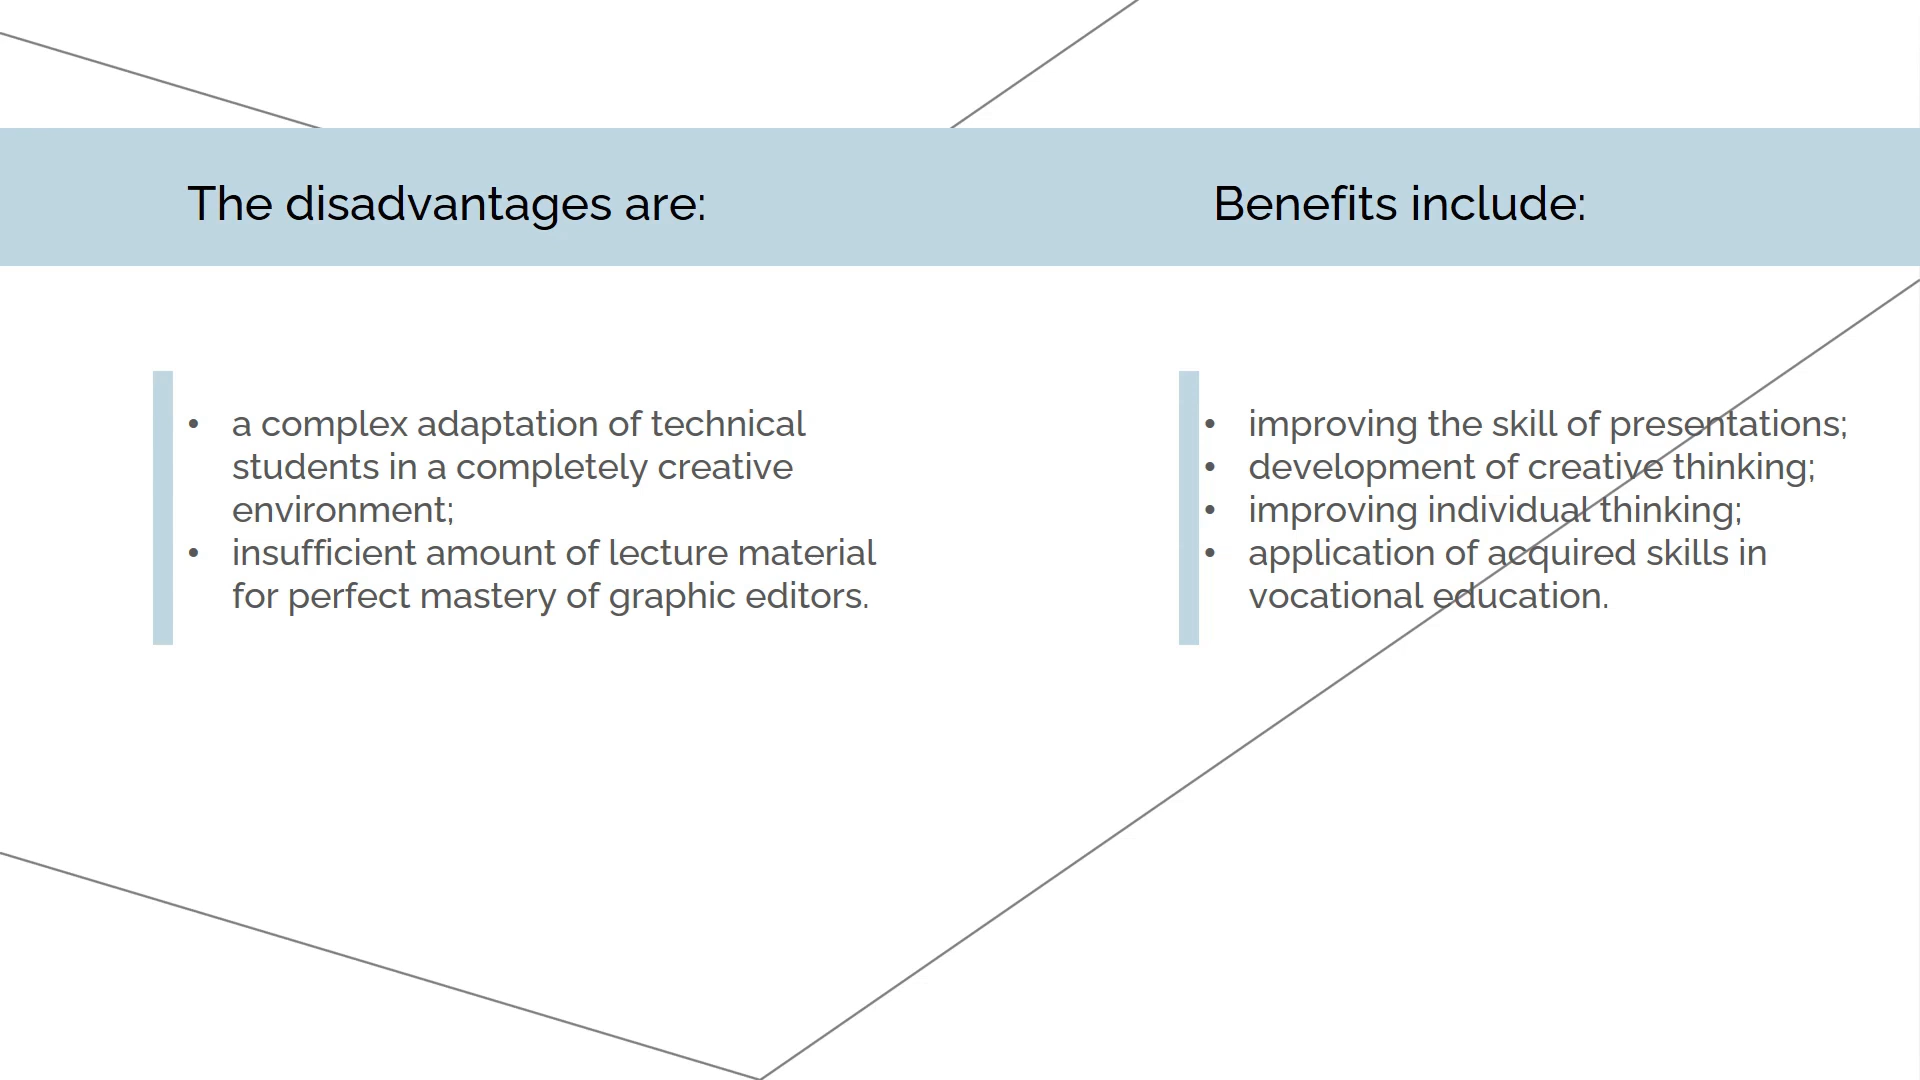 The disadvantages are:
• a complex adaptation of technical
students in a completely creative
environment;
• insufficient amount of lecture material
for perfect mastery of graphic editors.
Benefits include:
• improving the skill of presentations;
• development of creative thinking;
• improving individual thinking;
• application of acquired skills in
vocational education.